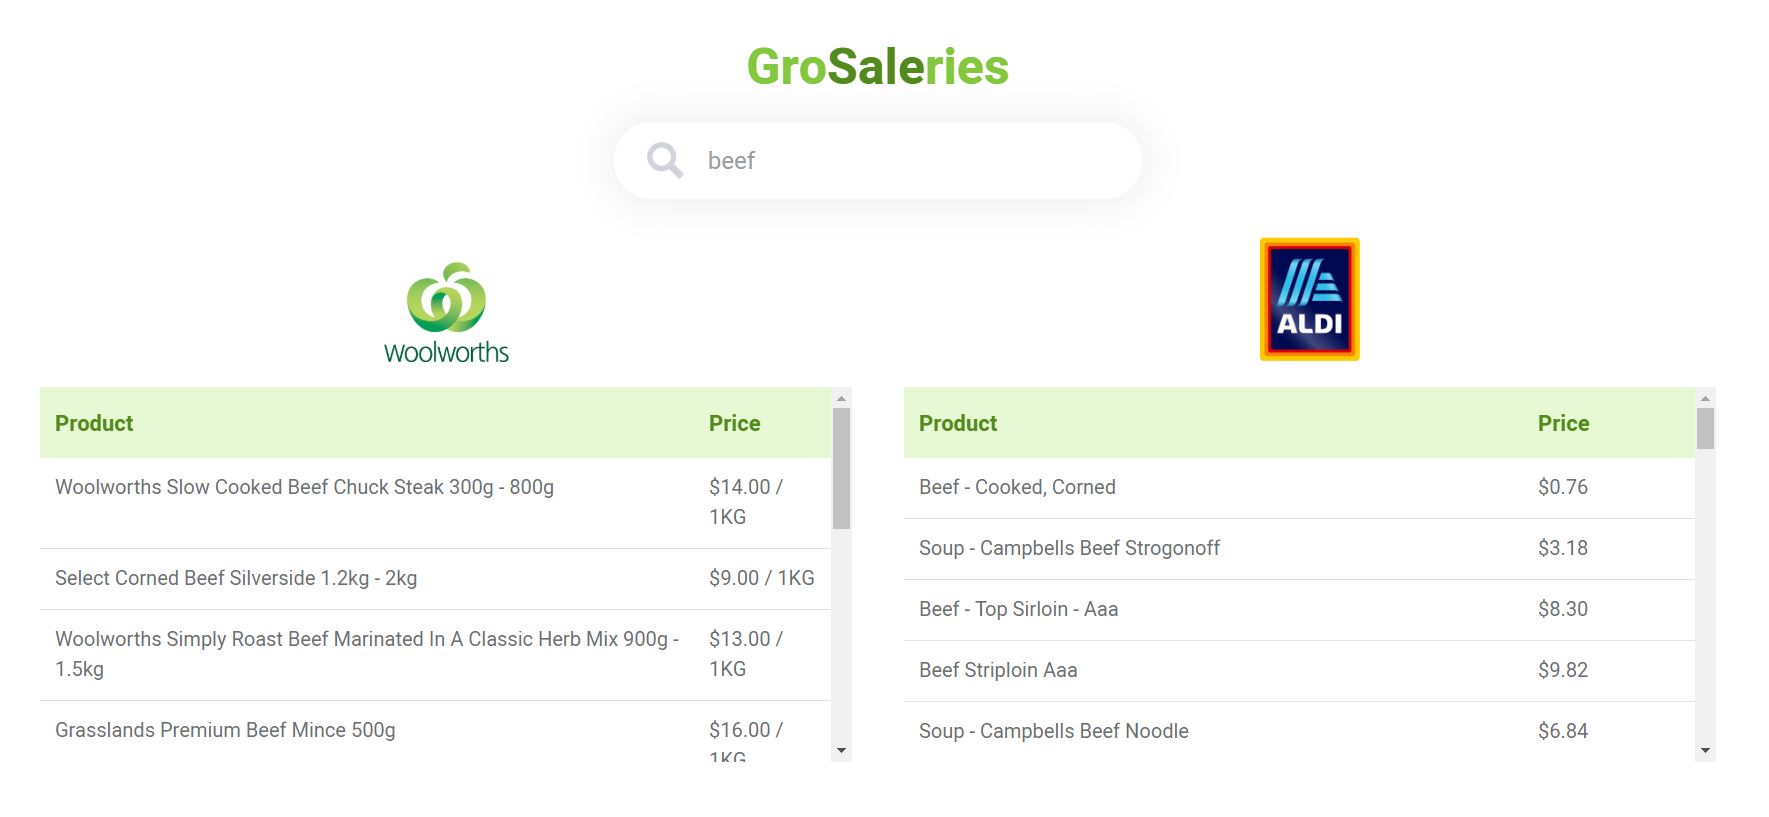 GroSaleries
beef
woolworths
ALDI
Product Price
Woolworths Slow Cooked Beef Chuck Steak 300g - 800g $14.00 /
1KG
Select Corned Beef Silverside 1.2kg - 2kg $9.00 / 1KG
Woolworths Simply Roast Beef Marinated In A Classic Herb Mix 900g - $13.00 /
1.5kg 1KG
Grasslands Premium Beef Mince 500g $16.00 /
1KG
Product Price
Beef - Cooked, Corned $0.76
Soup - Campbells Beef Strogonoff $3.18
Beef - Top Sirloin - Aaa $8.30
Beef Striploin Aaa $9.82
Soup - Campbells Beef Noodle $6.84